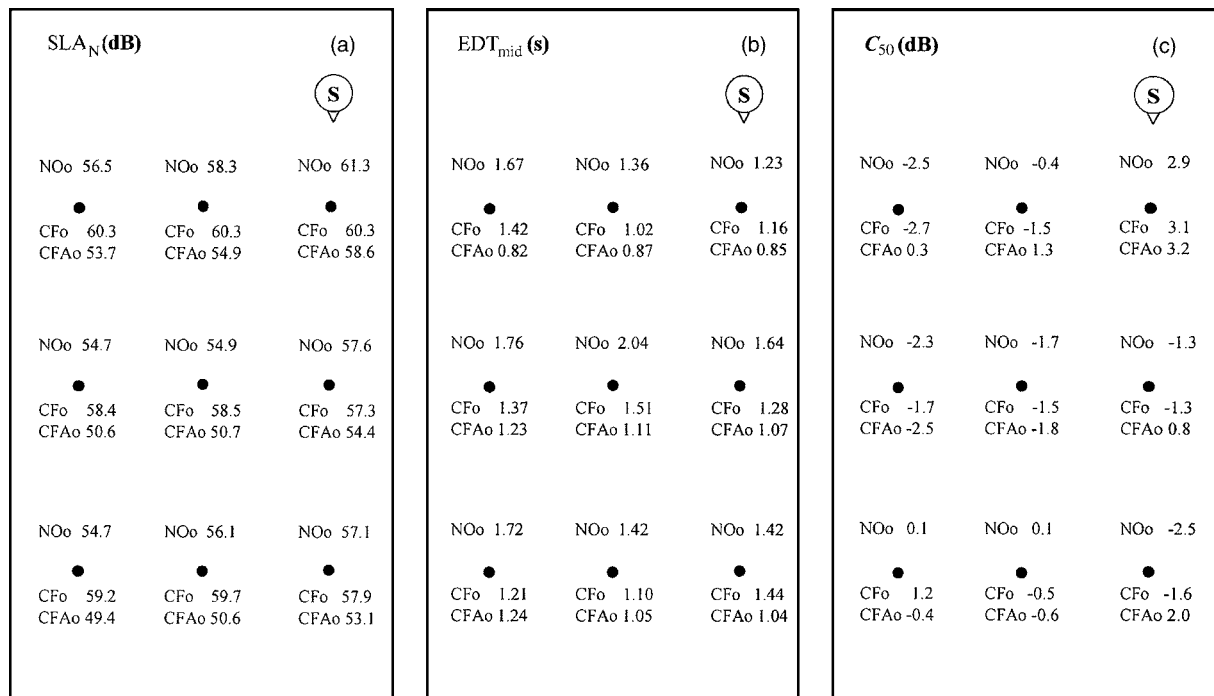 SLA_N (dB) (a)
S
NOo 56.5 NOo 58.3 NOo 61.3
CFo 60.3 CFo 60.3 CFo 60.3
CFAo 53.7 CFAo 54.9 CFAo 58.6
NOo 54.7 NOo 54.9 NOo 57.6
CFo 58.4 CFo 58.5 CFo 57.3
CFAo 50.6 CFAo 50.7 CFAo 54.4
NOo 54.7 NOo 56.1 NOo 57.1
CFo 59.2 CFo 59.7 CFo 57.9
CFAo 49.4 CFAo 50.6 CFAo 53.1
EDT_mid (s) (b)
S
NOo 1.67 NOo 1.36 NOo 1.23
CFo 1.42 CFo 1.02 CFo 1.16
CFAo 0.82 CFAo 0.87 CFAo 0.85
NOo 1.76 NOo 2.04 NOo 1.64
CFo 1.37 CFo 1.51 CFo 1.28
CFAo 1.23 CFAo 1.11 CFAo 1.07
NOo 1.72 NOo 1.42 NOo 1.42
CFo 1.21 CFo 1.10 CFo 1.44
CFAo 1.24 CFAo 1.05 CFAo 1.04
C_50 (dB) (c)
S
NOo -2.5 NOo -0.4 NOo 2.9
CFo -2.7 CFo -1.5 CFo 3.1
CFAo 0.3 CFAo 1.3 CFAo 3.2
NOo -2.3 NOo -1.7 NOo -1.3
CFo -1.7 CFo -1.5 CFo -1.3
CFAo -2.5 CFAo -1.8 CFAo 0.8
NOo 0.1 NOo 0.1 NOo -2.5
CFo 1.2 CFo -0.5 CFo -1.6
CFAo -0.4 CFAo -0.6 CFAo 2.0